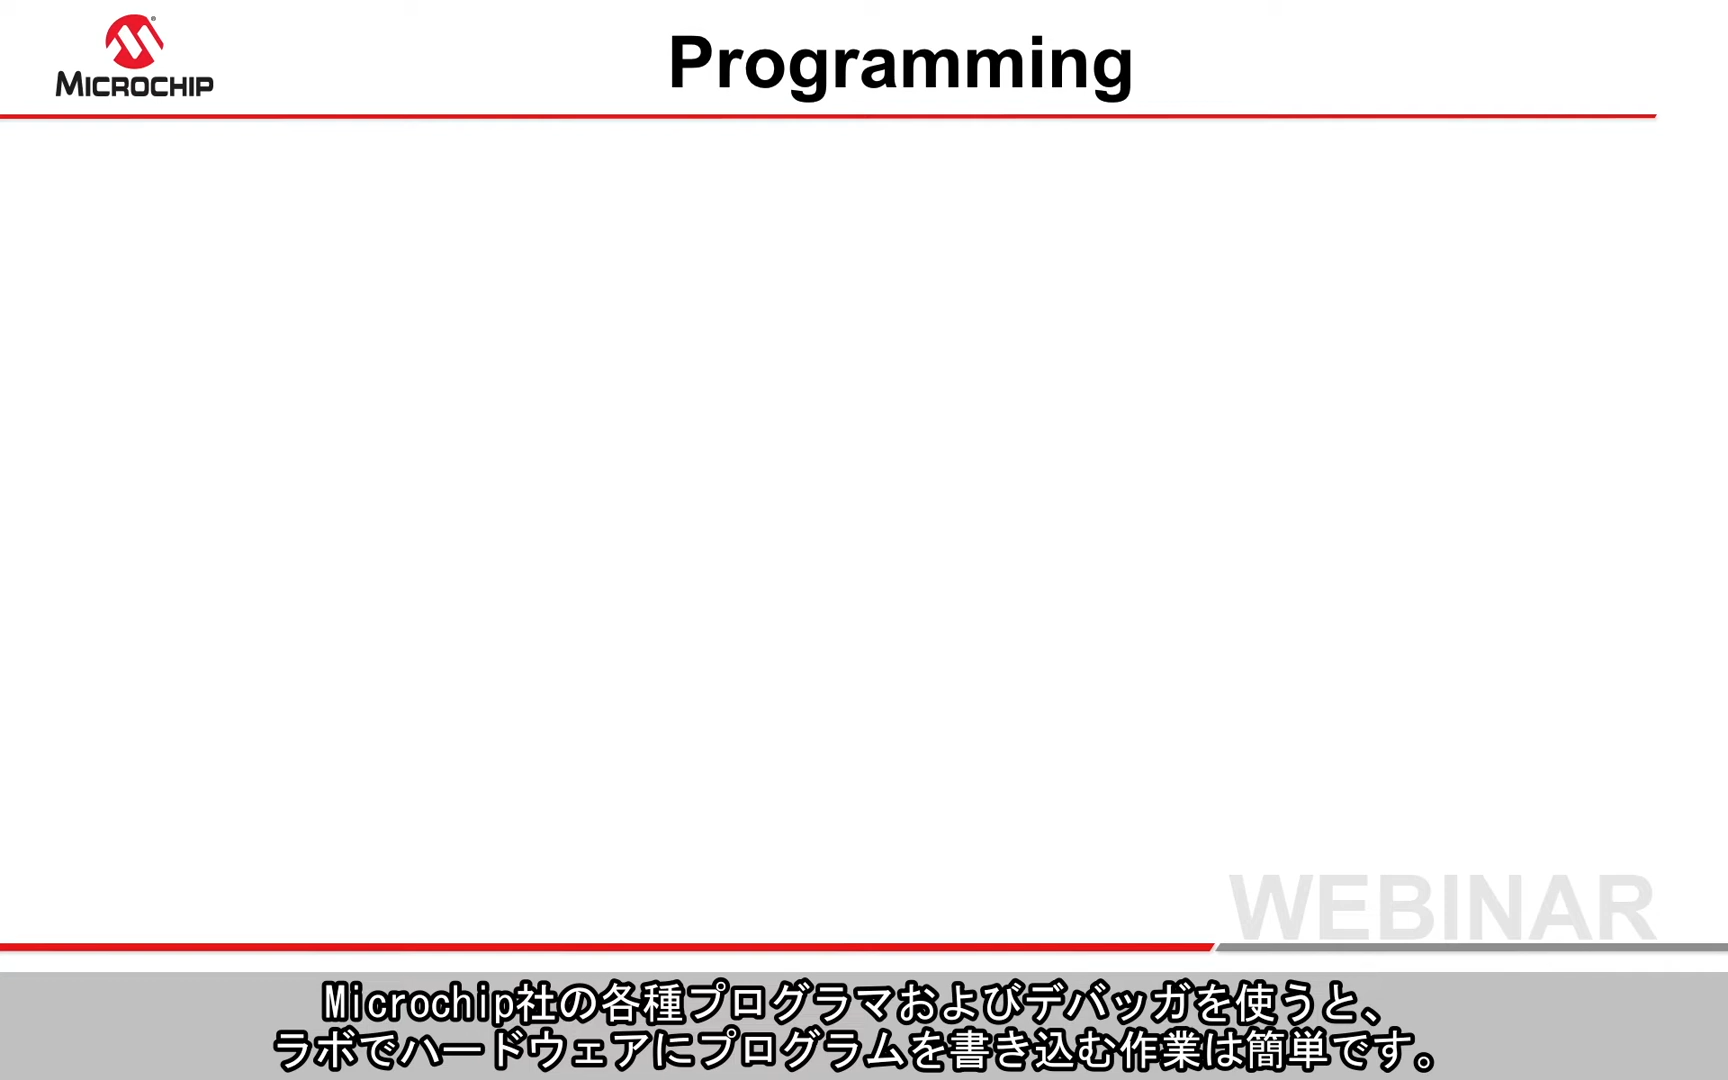 MICROCHIP
Programming
WEBINAR
Microchip社の各種プログラマおよびデバッガを使うと、
ラボでハードウェアにプログラムを書き込む作業は簡単です。